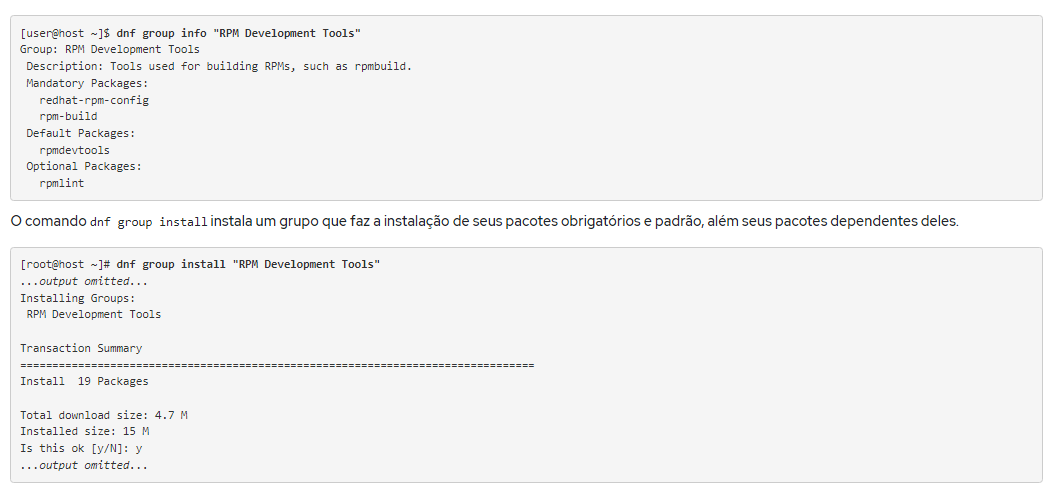 [user@host ~]$ dnf group info "RPM Development Tools"
Group: RPM Development Tools
 Description: Tools used for building RPMs, such as rpmbuild.
 Mandatory Packages:
   redhat-rpm-config
   rpm-build
 Default Packages:
   rpmdevtools
 Optional Packages:
   rpmlint
O comando dnf group install instala um grupo que faz a instalação de seus pacotes obrigatórios e padrão, além seus pacotes dependentes deles.
[root@host ~]# dnf group install "RPM Development Tools"
...output omitted...
Installing Groups:
 RPM Development Tools

Transaction Summary
================================================================================
Install  19 Packages

Total download size: 4.7 M
Installed size: 15 M
Is this ok [y/N]: y
...output omitted...